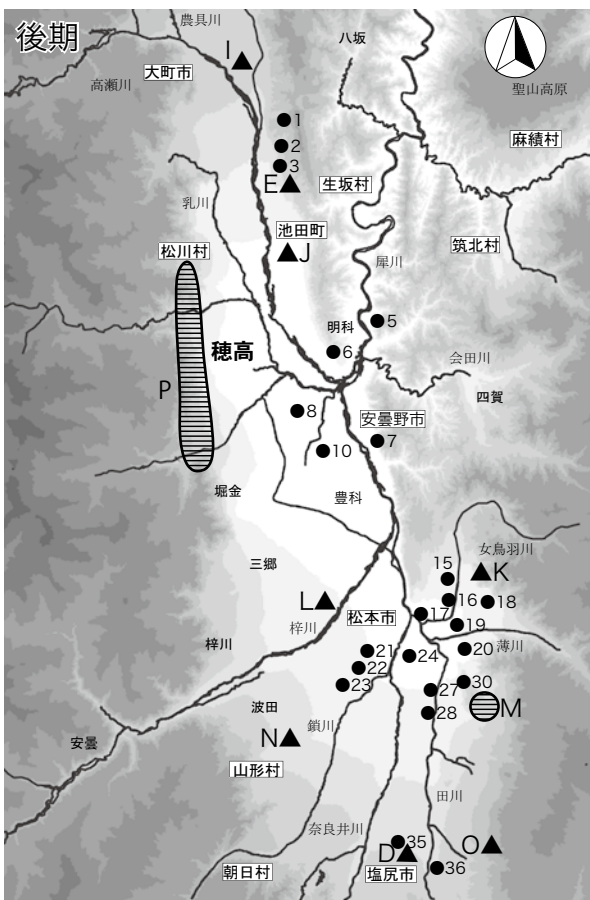 後期
農具川
I
大町市
高瀬川
八坂
聖山高原
麻績村
1
2
3
E
生坂村
乳川
池田町
筑北村
松川村
J
犀川
5
明科
穂高
6
会田川
P
四賀
8
安曇野市
7
10
堀金
豊科
女鳥羽川
三郷
15
K
L
16
18
17
松本市
梓川
19
梓川
21
20
薄川
24
22
23
30
27
波田
M
28
鎖川
N
安曇
山形村
田川
奈良井川
35
O
D
朝日村
塩尻市
36